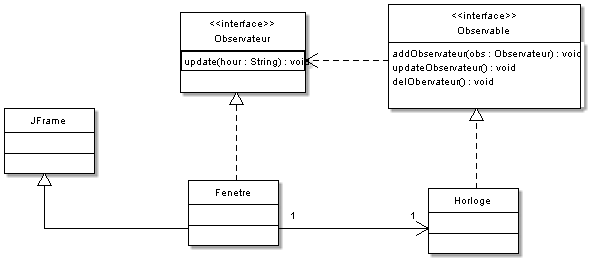 <<interface>>
Observateur
update(hour : String) : void
<<interface>>
Observable
addObservateur(obs : Observateur) : void
updateObservateur() : void
delObervateur() : void
JFrame
Fenetre
1
1
Horloge